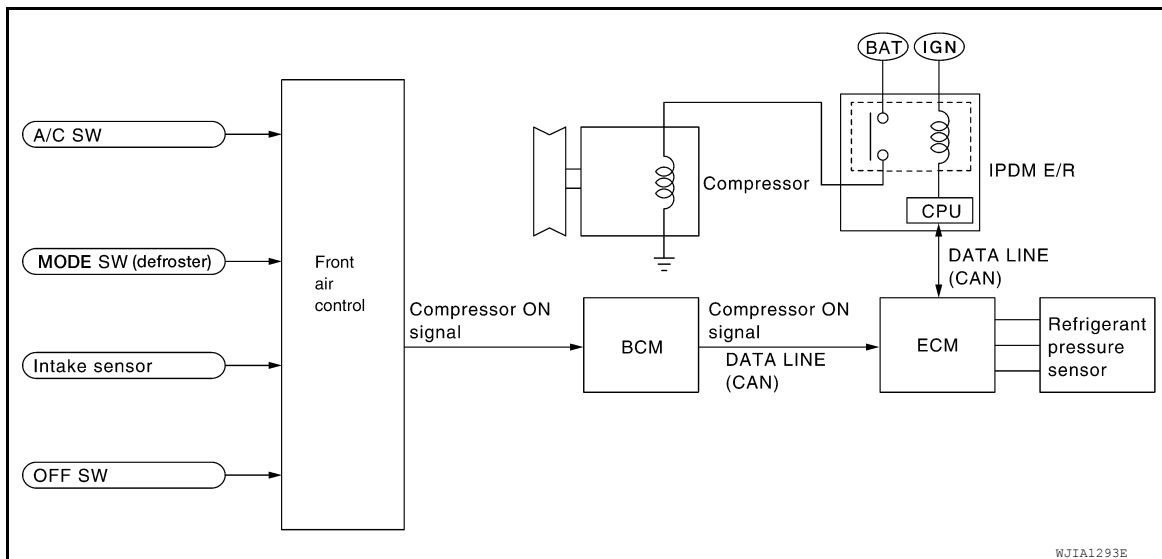 BAT
IGN
A/C SW
Compressor
IPDM E/R
CPU
MODE SW (defroster)
Front
air
control
DATA LINE
(CAN)
Compressor ON
signal
BCM
Compressor ON
signal
DATA LINE
(CAN)
ECM
Refrigerant
pressure
sensor
Intake sensor
OFF SW
WJIA1293E